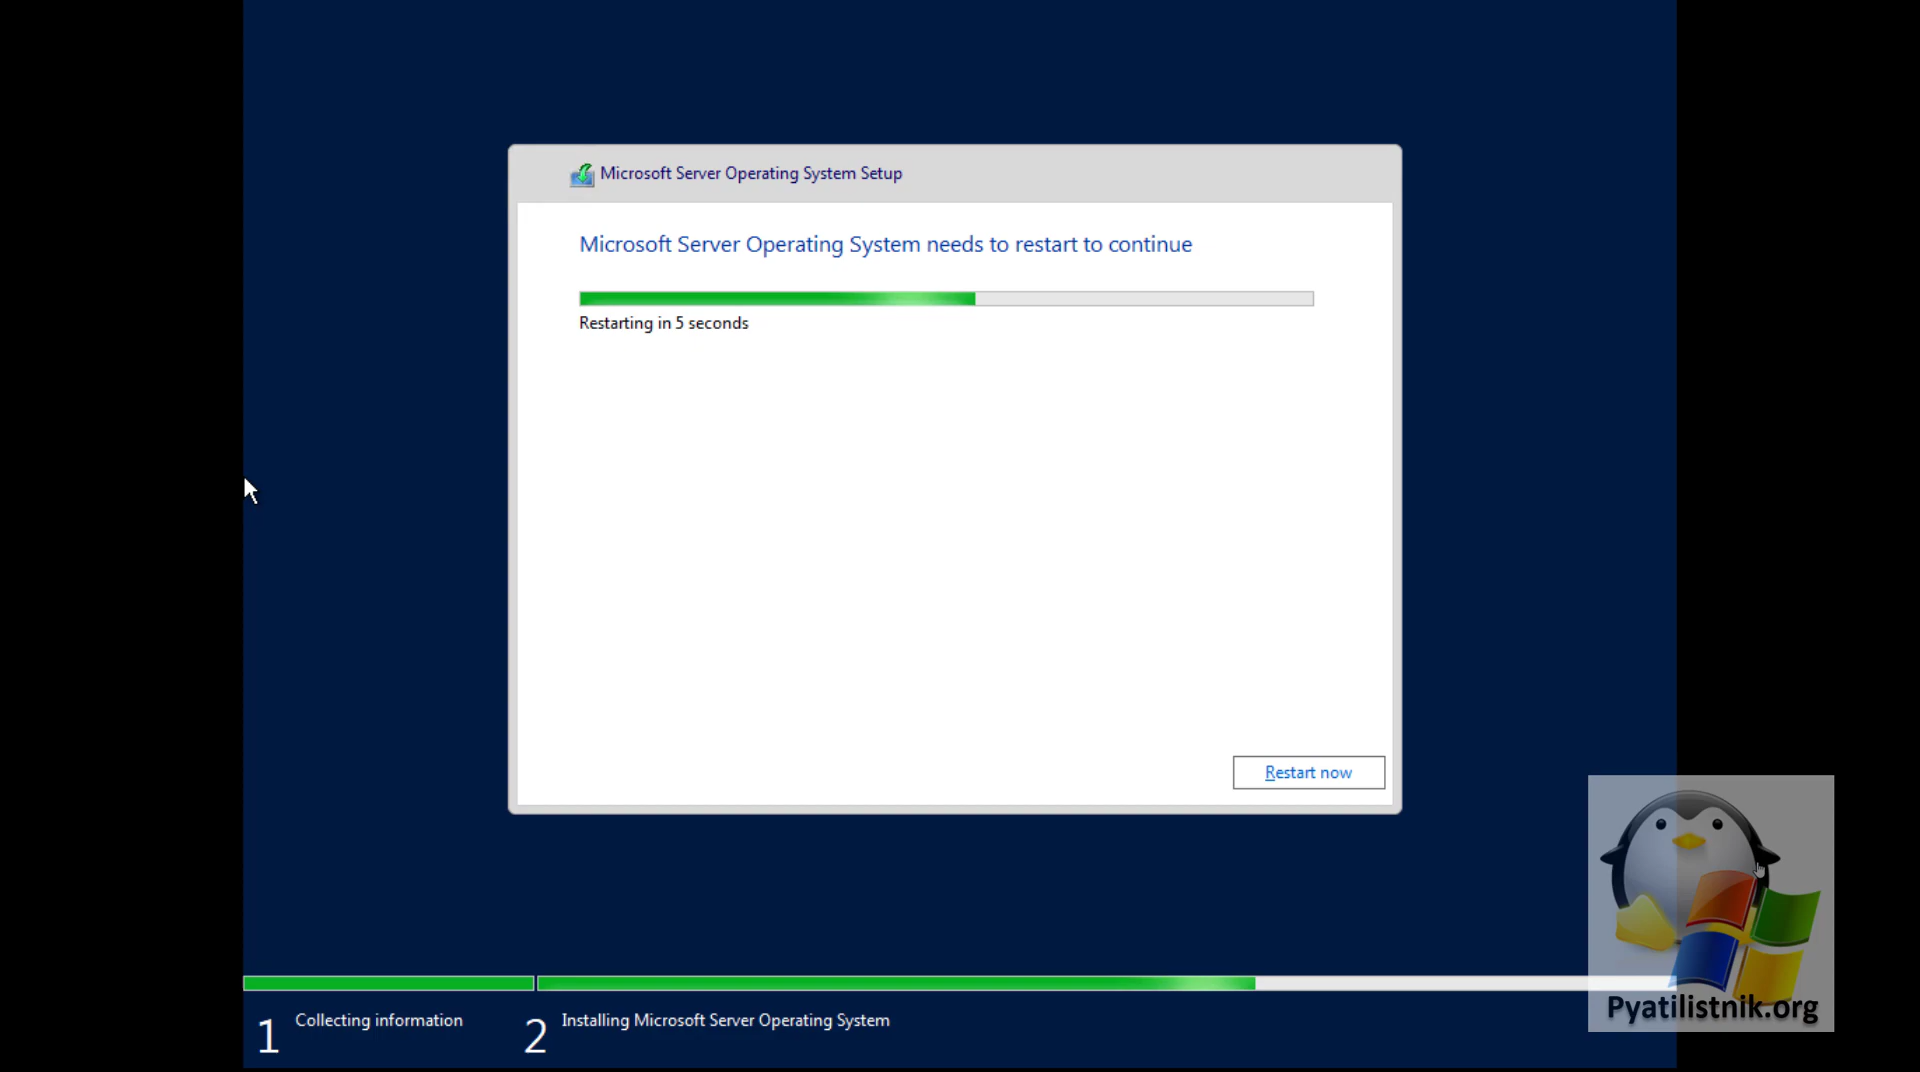 Microsoft Server Operating System Setup
Microsoft Server Operating System needs to restart to continue
Restarting in 5 seconds
Restart now
Pyatilistnik.org
1 Collecting information
2 Installing Microsoft Server Operating System